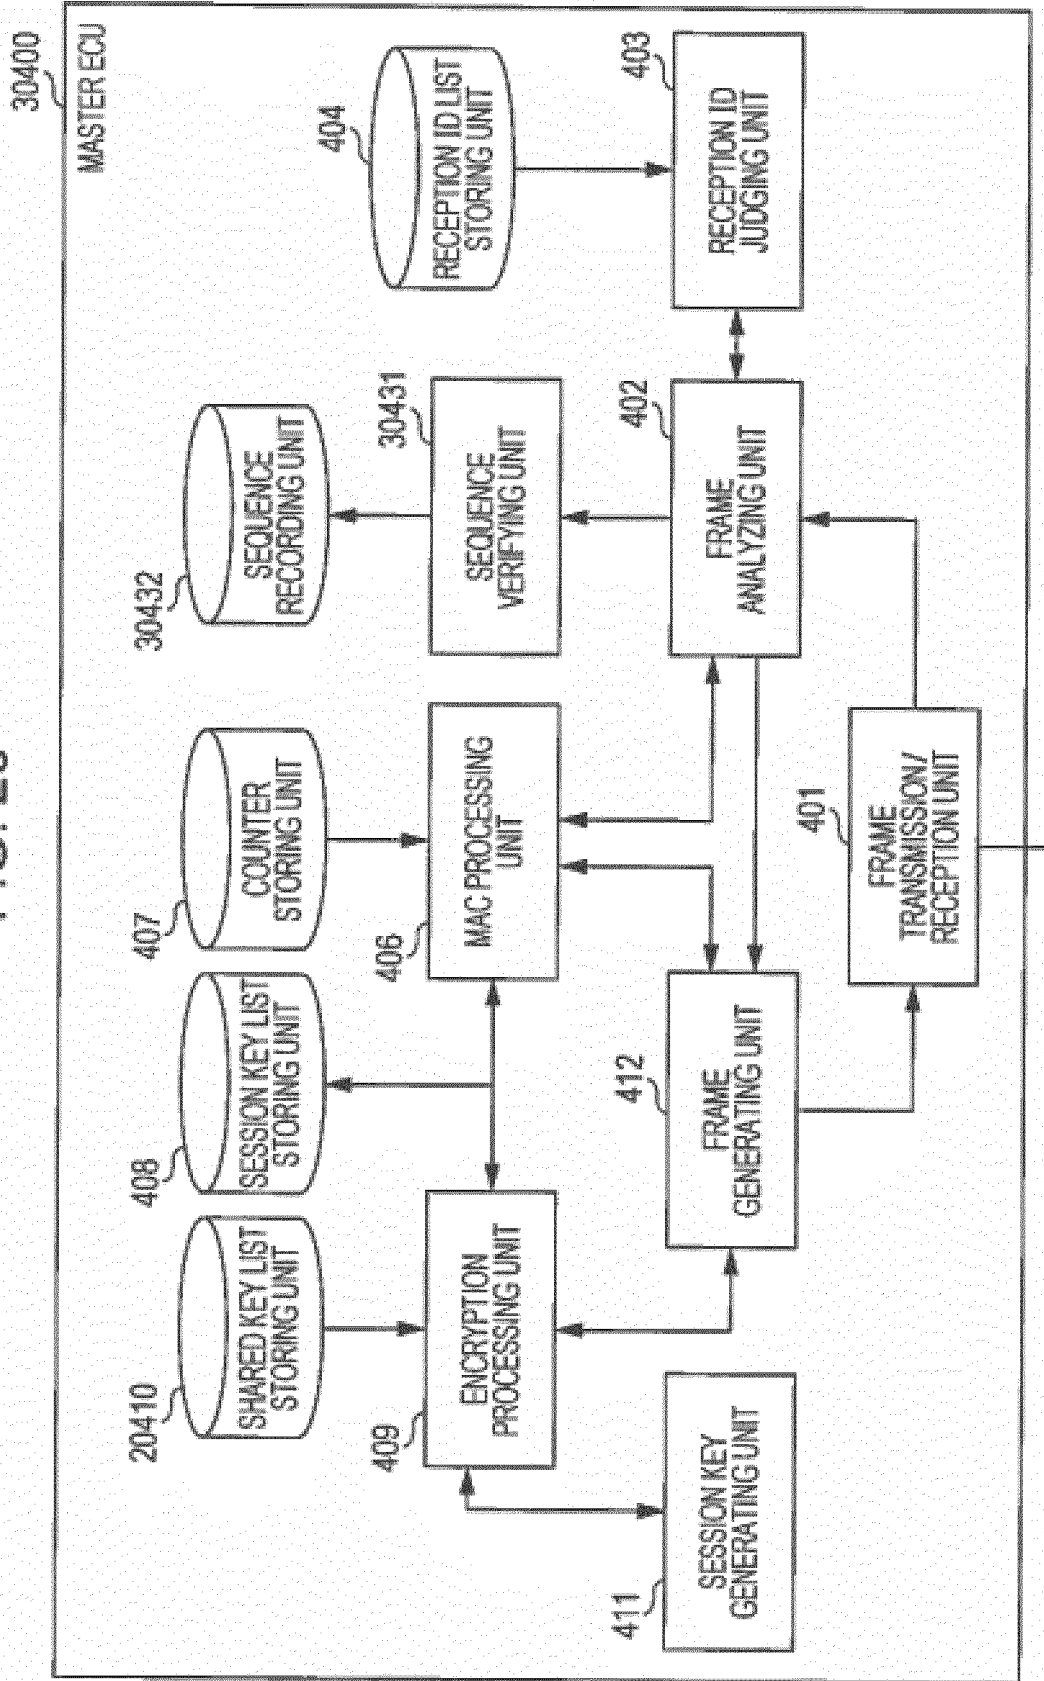 30400
MASTER ECU
20410
SHARED KEY LIST
STORING UNIT
408
SESSION KEY LIST
STORING UNIT
407
COUNTER
STORING UNIT
30432
SEQUENCE
RECORDING UNIT
404
RECEPTION ID LIST
STORING UNIT
409
ENCRYPTION
PROCESSING UNIT
406
MAC PROCESSING
UNIT
30431
SEQUENCE
VERIFYING UNIT
411
SESSION KEY
GENERATING UNIT
412
FRAME
GENERATING UNIT
402
FRAME
ANALYZING UNIT
403
RECEPTION ID
JUDGING UNIT
401
FRAME
TRANSMISSION/
RECEPTION UNIT